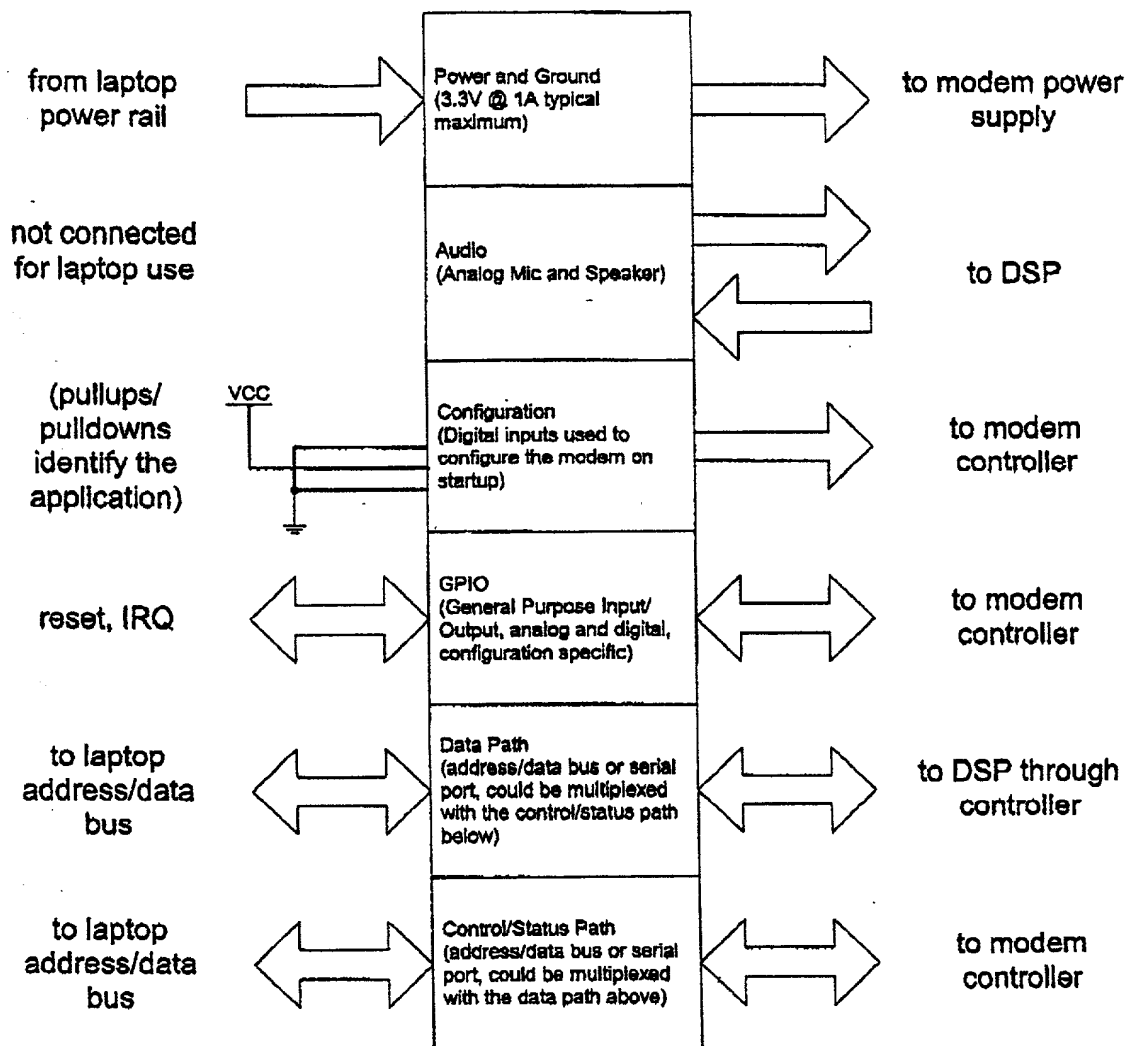 from laptop
power rail
Power and Ground
(3.3V @ 1A typical
maximum)
to modem power
supply
not connected
for laptop use
Audio
(Analog Mic and Speaker)
to DSP
(pullups/
pulldowns
identify the
application)
VCC
Configuration
(Digital inputs used to
configure the modem on
startup)
to modem
controller
reset, IRQ
GPIO
(General Purpose Input/
Output, analog and digital,
configuration specific)
to modem
controller
to laptop
address/data
bus
Data Path
(address/data bus or serial
port, could be multiplexed
with the control/status path
below)
to DSP through
controller
to laptop
address/data
bus
Control/Status Path
(address/data bus or serial
port, could be multiplexed
with the data path above)
to modem
controller